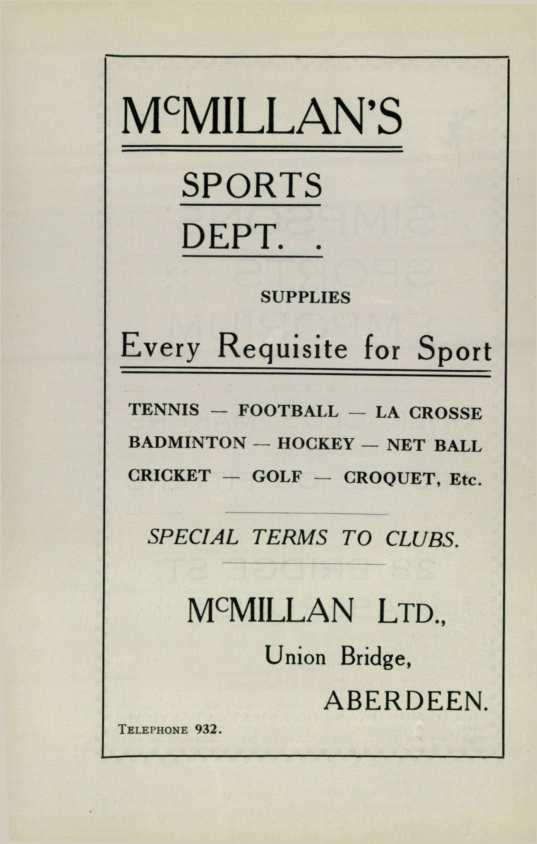 McMILLAN'S
SPORTS
DEPT. .
SUPPLIES
Every Requisite for Sport
TENNIS — FOOTBALL — LA CROSSE
BADMINTON — HOCKEY — NET BALL
CRICKET — GOLF — CROQUET, Etc.
SPECIAL TERMS TO CLUBS.
McMILLAN LTD.,
Union Bridge,
ABERDEEN.
TELEPHONE 932.